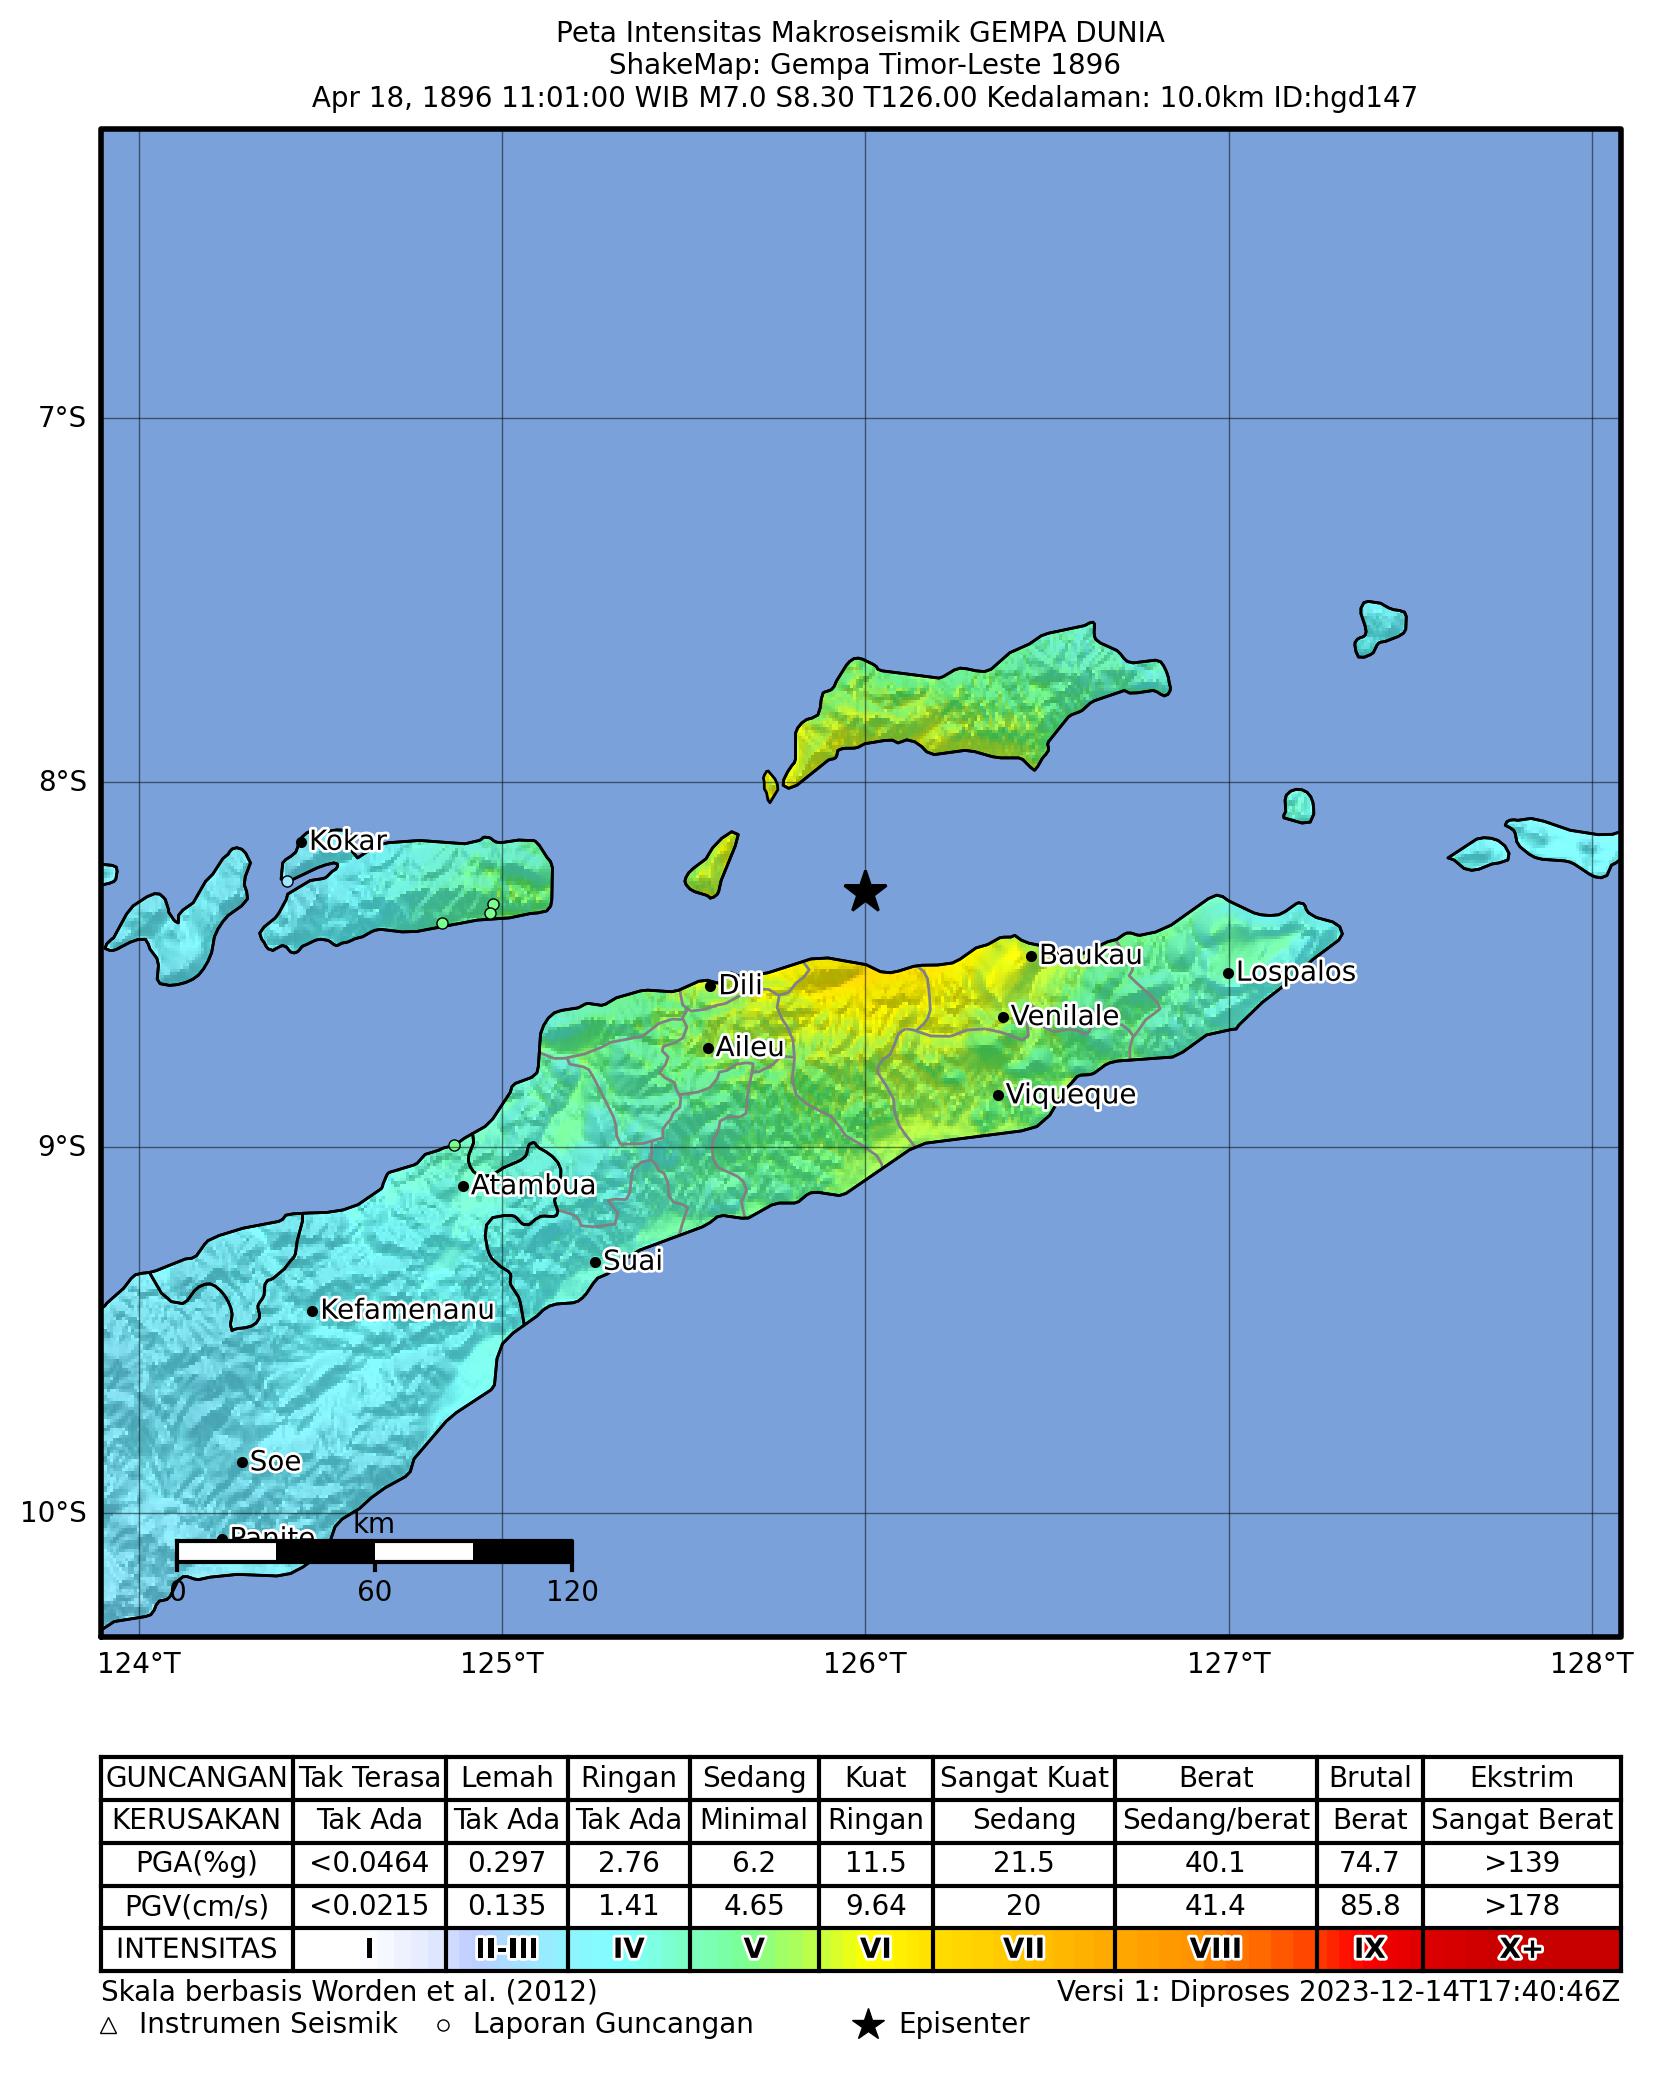 Peta Intensitas Makroseismik GEMPA DUNIA
ShakeMap: Gempa Timor-Leste 1896
Apr 18, 1896 11:01:00 WIB M7.0 S8.30 T126.00 Kedalaman: 10.0km ID:hgd147
7°S
8°S
Kokar
Baukau
Lospalos
Dili
Venilale
Aileu
Viqueque
9°S
Atambua
Suai
Kefamenanu
Soe
10°S
km
Panite
0 60 120
124°T 125°T 126°T 127°T 128°T
GUNCANGAN Tak Terasa Lemah Ringan Sedang Kuat Sangat Kuat Berat Brutal Ekstrim
KERUSAKAN Tak Ada Tak Ada Tak Ada Minimal Ringan Sedang Sedang/berat Berat Sangat Berat
PGA(%g) <0.0464 0.297 2.76 6.2 11.5 21.5 40.1 74.7 >139
PGV(cm/s) <0.0215 0.135 1.41 4.65 9.64 20 41.4 85.8 >178
INTENSITAS I II-III IV V VI VII VIII IX X+
Skala berbasis Worden et al. (2012) Versi 1: Diproses 2023-12-14T17:40:46Z
Instrumen Seismik Laporan Guncangan Episenter